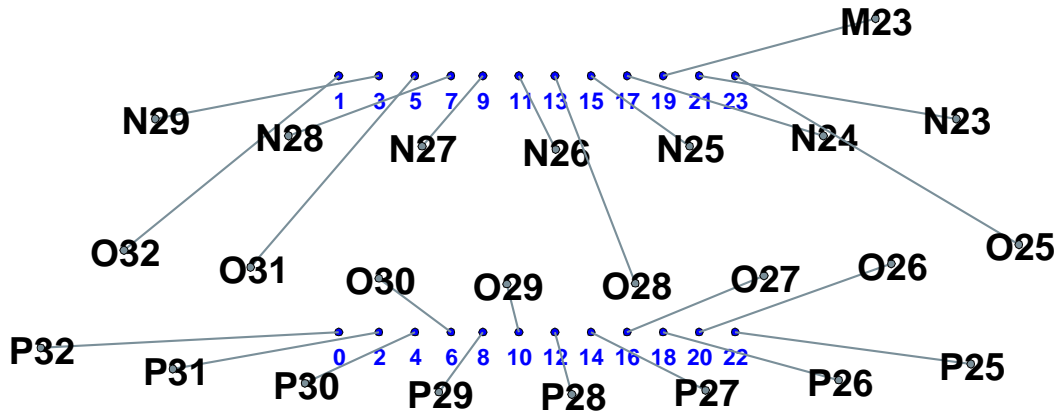 M23
1 3 5 7 9 11 13 15 17 19 21 23
N29 N28 N27 N26 N25 N24 N23
O32 O31 O30 O29 O28 O27 O26 O25
0 2 4 6 8 10 12 14 16 18 20 22
P32 P31 P30 P29 P28 P27 P26 P25